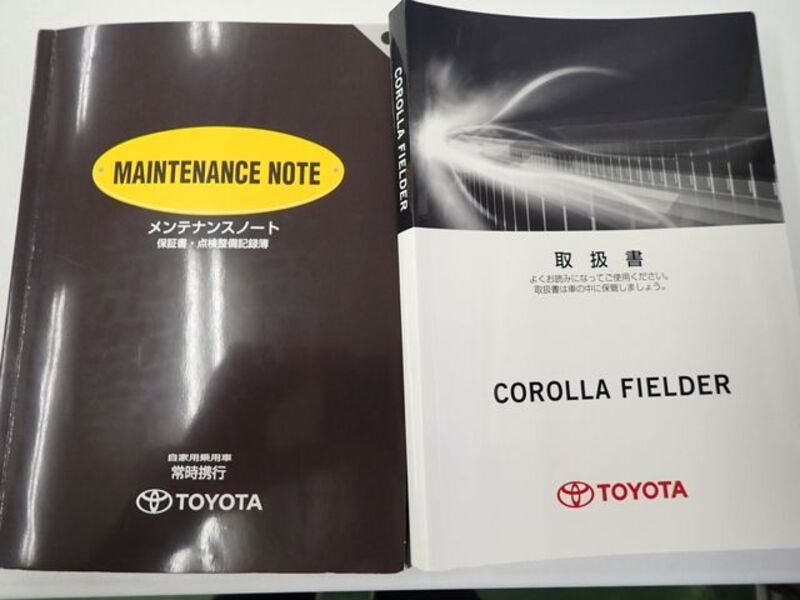 MAINTENANCE NOTE
メンテナンスノート
保証書・点検整備記録簿
自家用乗用車
常時携行
TOYOTA
COROLLA FIELDER
取扱書
よくお読みになってご使用ください。
取扱書は車の中に保管しましょう。
COROLLA FIELDER
TOYOTA